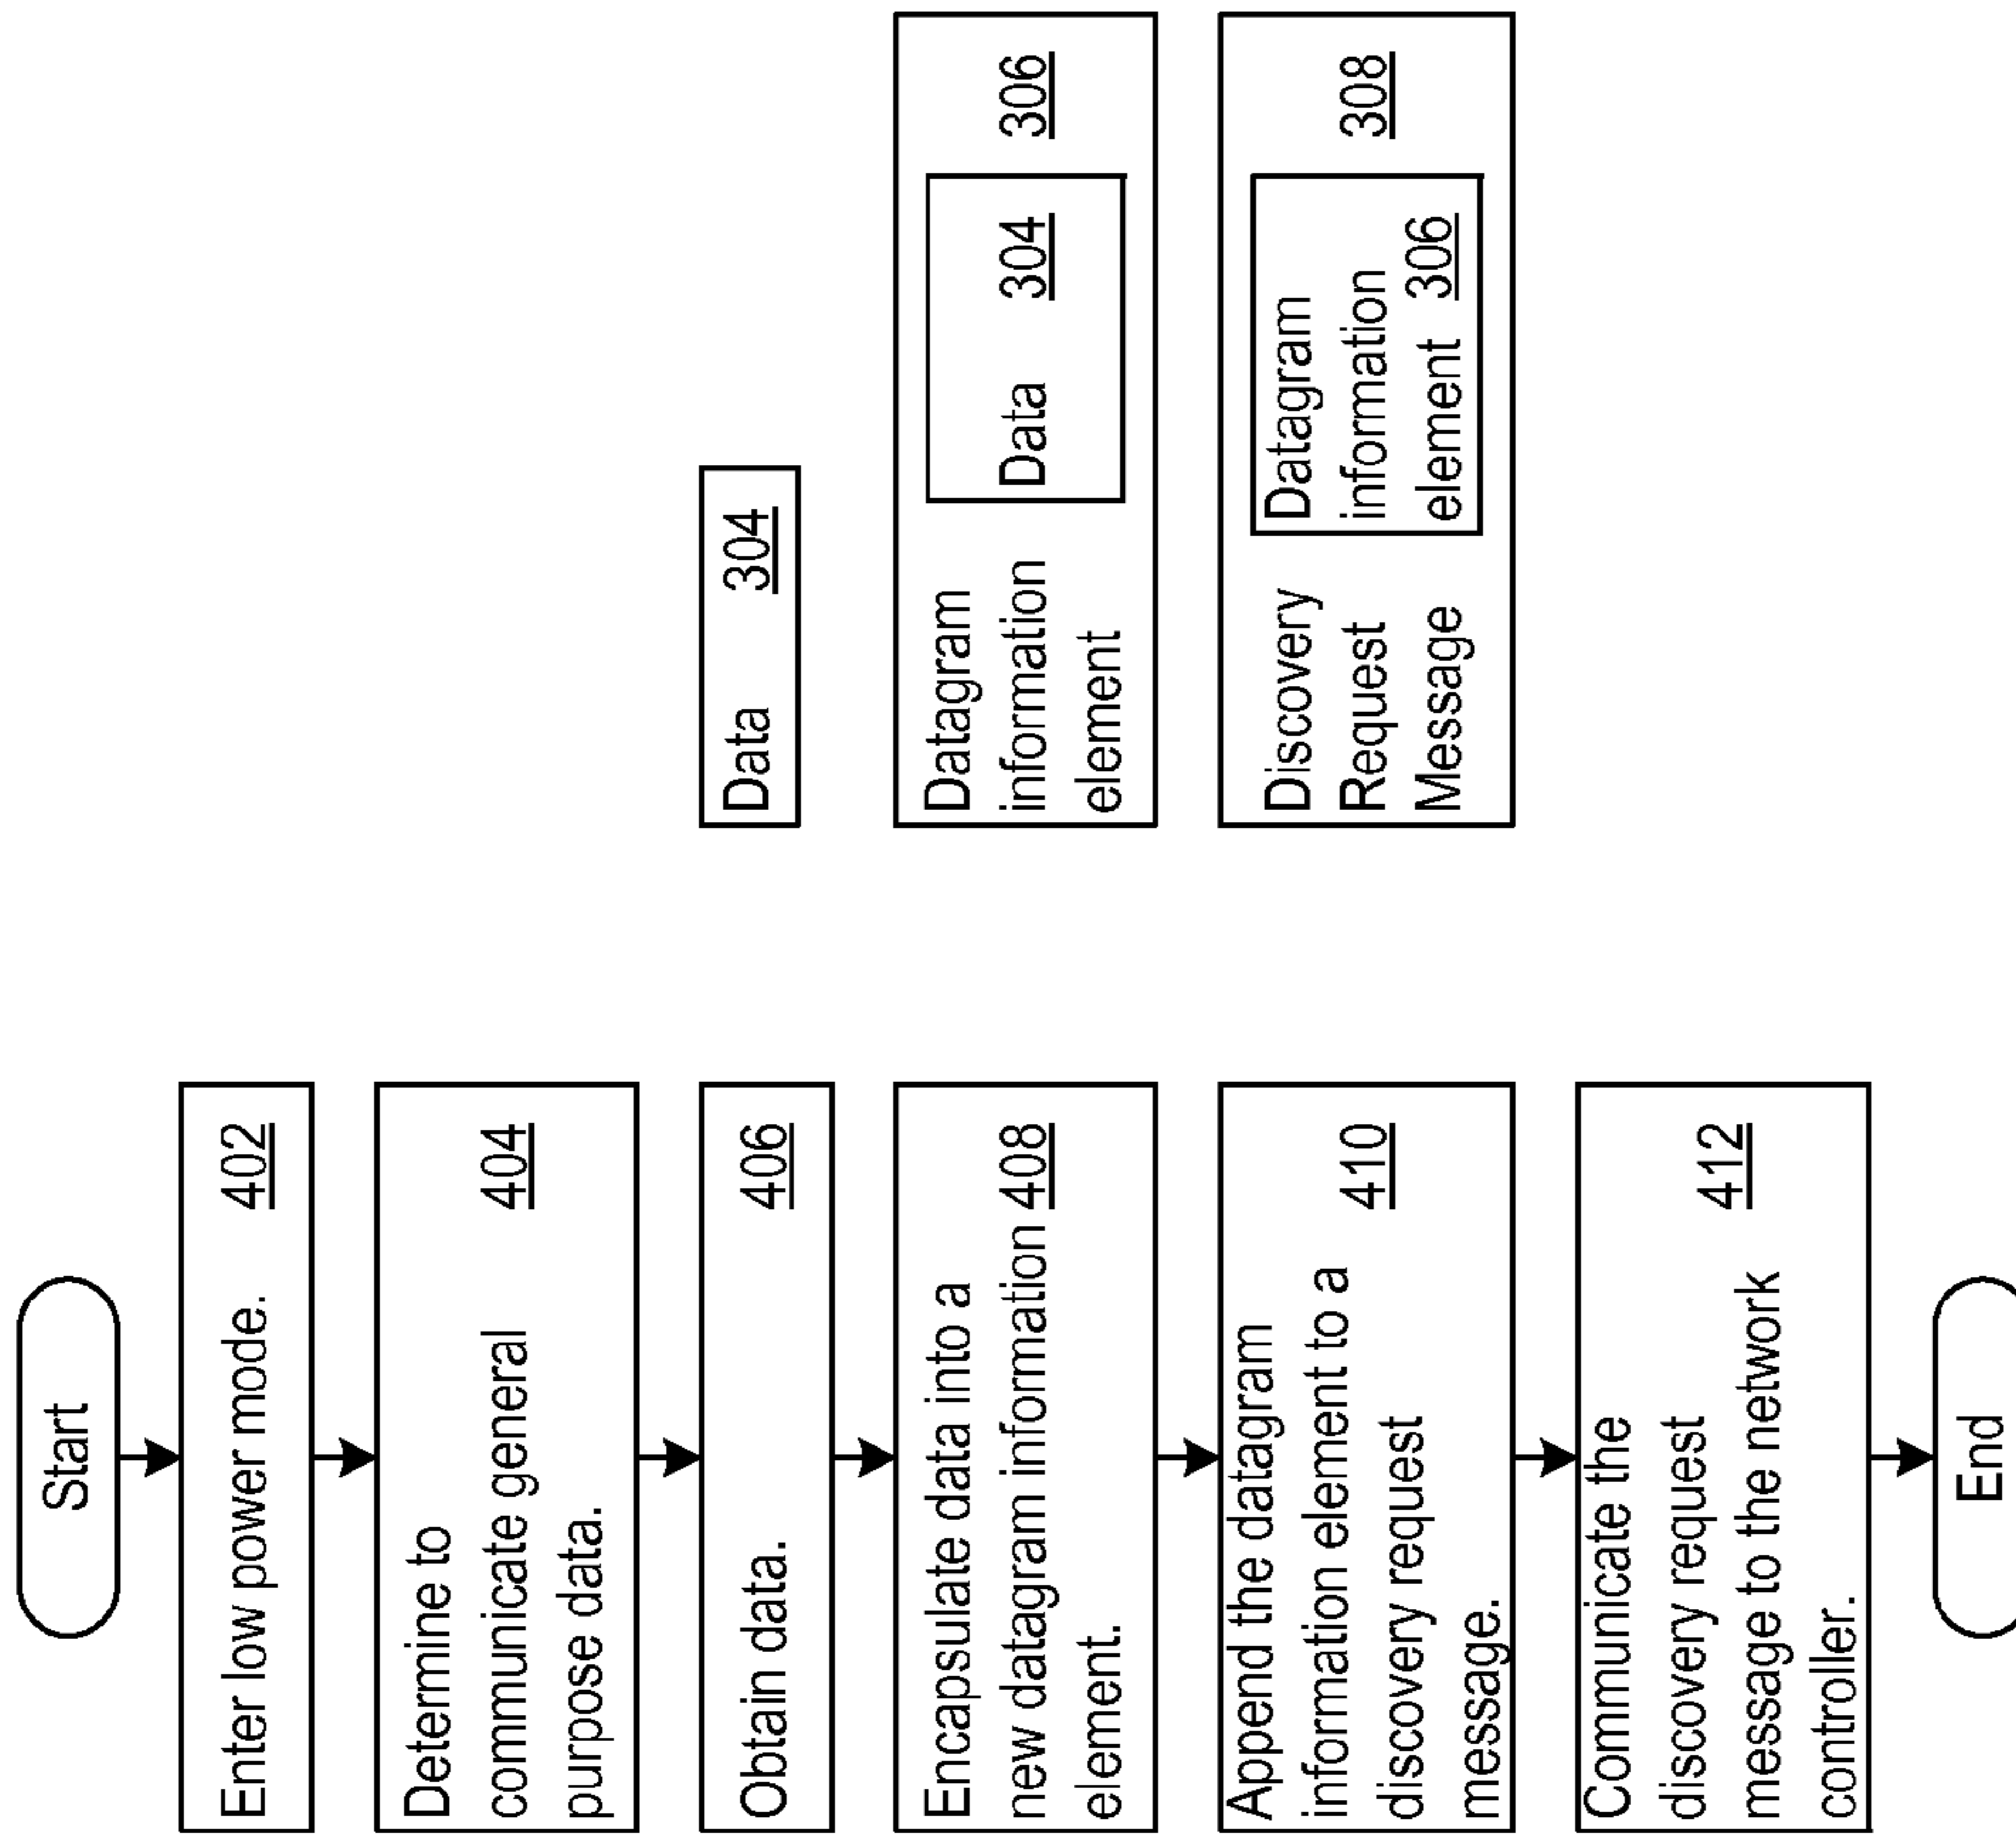 Start
Enter low power mode. 402
Determine to
communicate general 404
purpose data.
Obtain data. 406
Encapsulate data into a
new datagram information 408
element.
Append the datagram
information element to a 410
discovery request
message.
Communicate the
discovery request 412
message to the network
controller.
End
Data 304
Datagram
information
element
Data 304
306
Discovery
Request
Message
Datagram
information
element 306
308